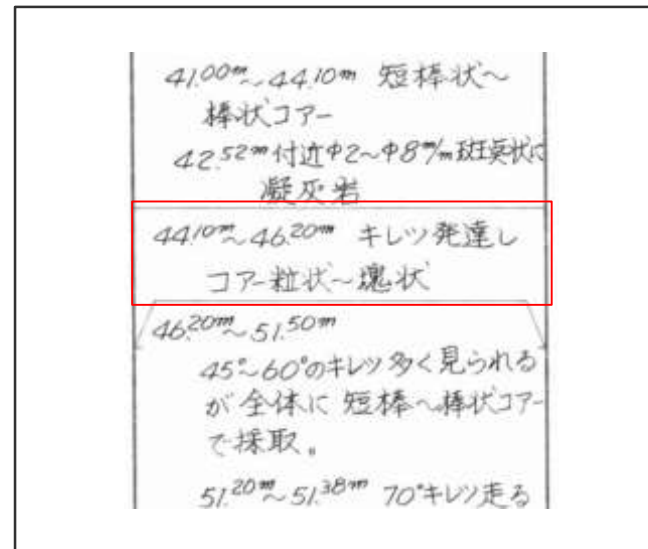 41.00m～44.10m 短棒状～
棒状コアー
42.52m付近φ2～φ8m/m斑晶状に
凝灰岩
44.10m～46.20m キレツ発達し
コアー粒状～塊状
46.20m～51.50m
45°～60°のキレツ多く見られる
が全体に短棒～棒状コアー
で採取。
51.20m～51.38m 70°キレツ走る